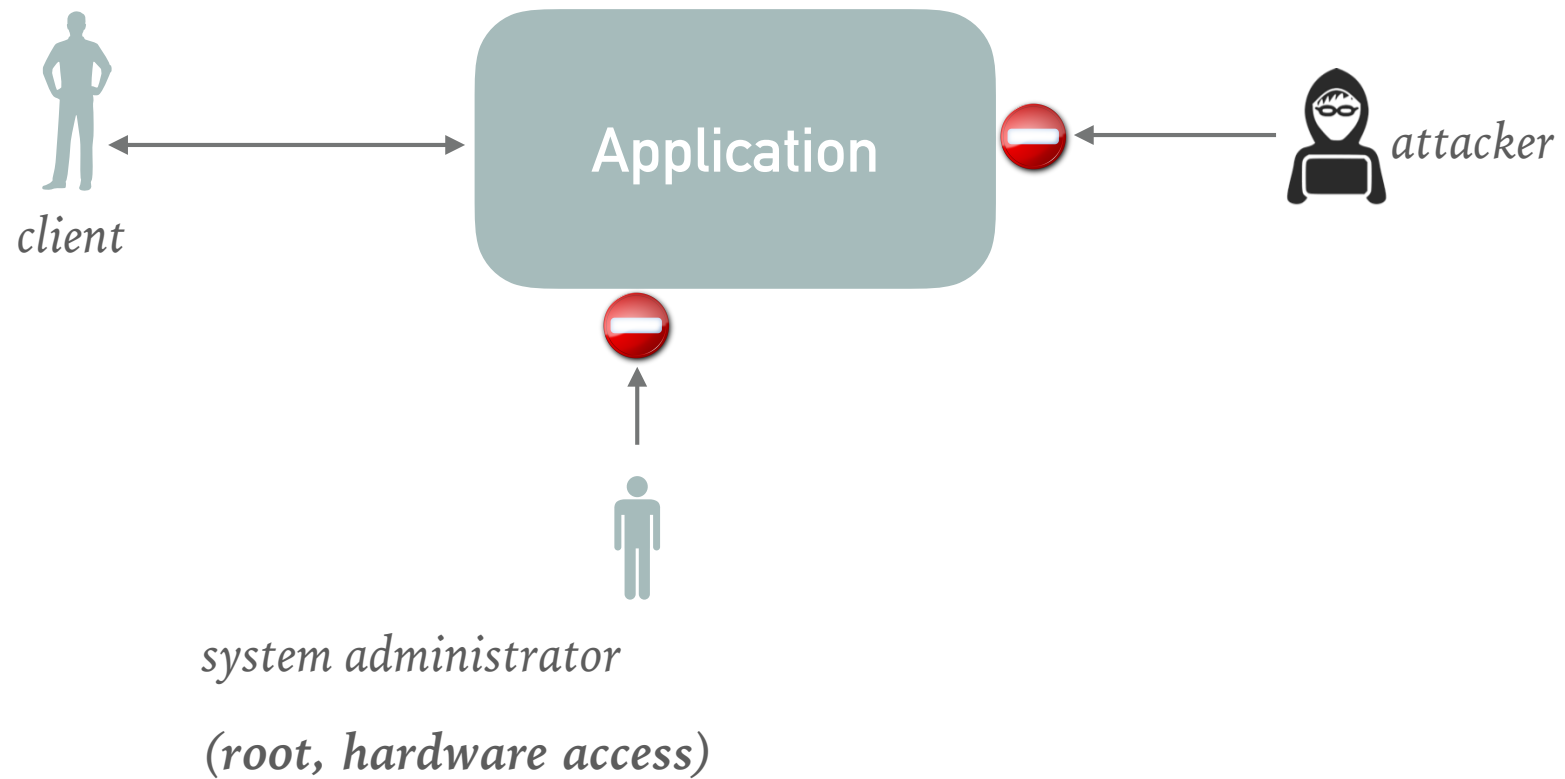 Application
attacker
client
system administrator
(root, hardware access)